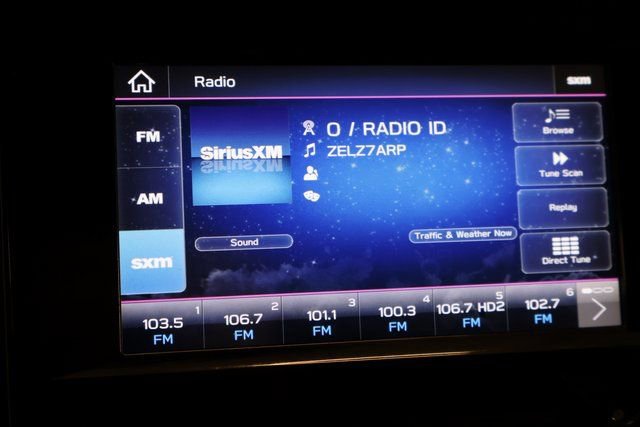 Radio
sxm
FM
AM
sxm
SiriusXM
0 / RADIO ID
ZELZ7ARP
Sound
Traffic & Weather Now
Browse
Tune Scan
Replay
Direct Tune
1
103.5
FM
2
106.7
FM
3
101.1
FM
4
100.3
FM
5
106.7 HD2
FM
6
102.7
FM